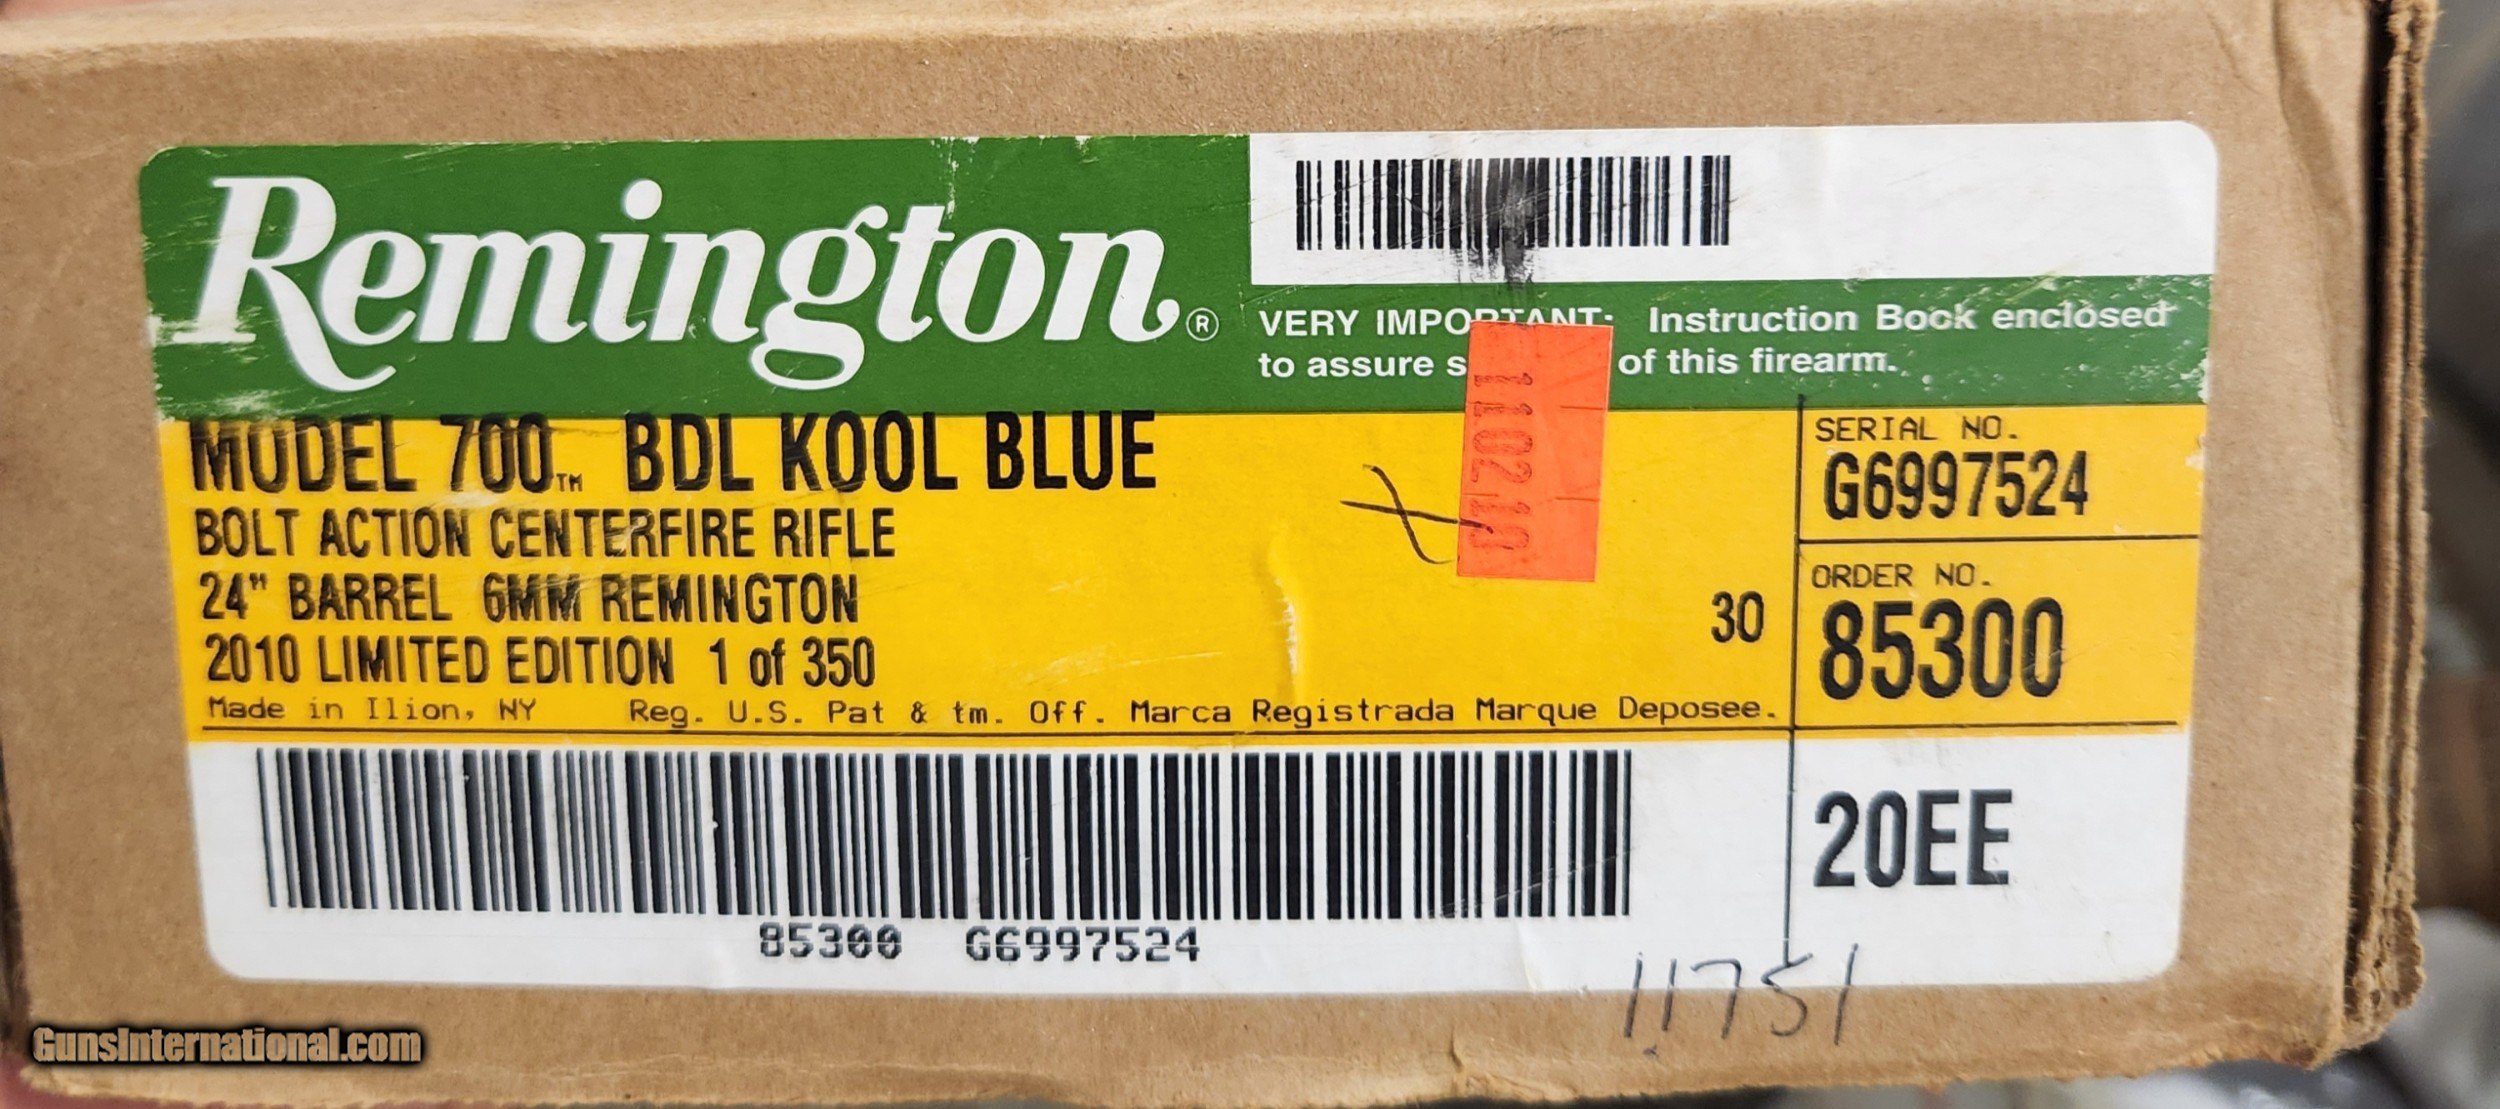 Remington®
VERY IMPORTANT: Instruction Book enclosed
to assure s of this firearm.
MODEL 700™ BDL KOOL BLUE
BOLT ACTION CENTERFIRE RIFLE
24" BARREL 6MM REMINGTON
2010 LIMITED EDITION 1 of 350
30
Made in Ilion, NY Reg. U.S. Pat & tm. Off. Marca Registrada Marque Deposee.
SERIAL NO.
G6997524
ORDER NO.
85300
20EE
85300 G6997524
11751
GunsInternational.com